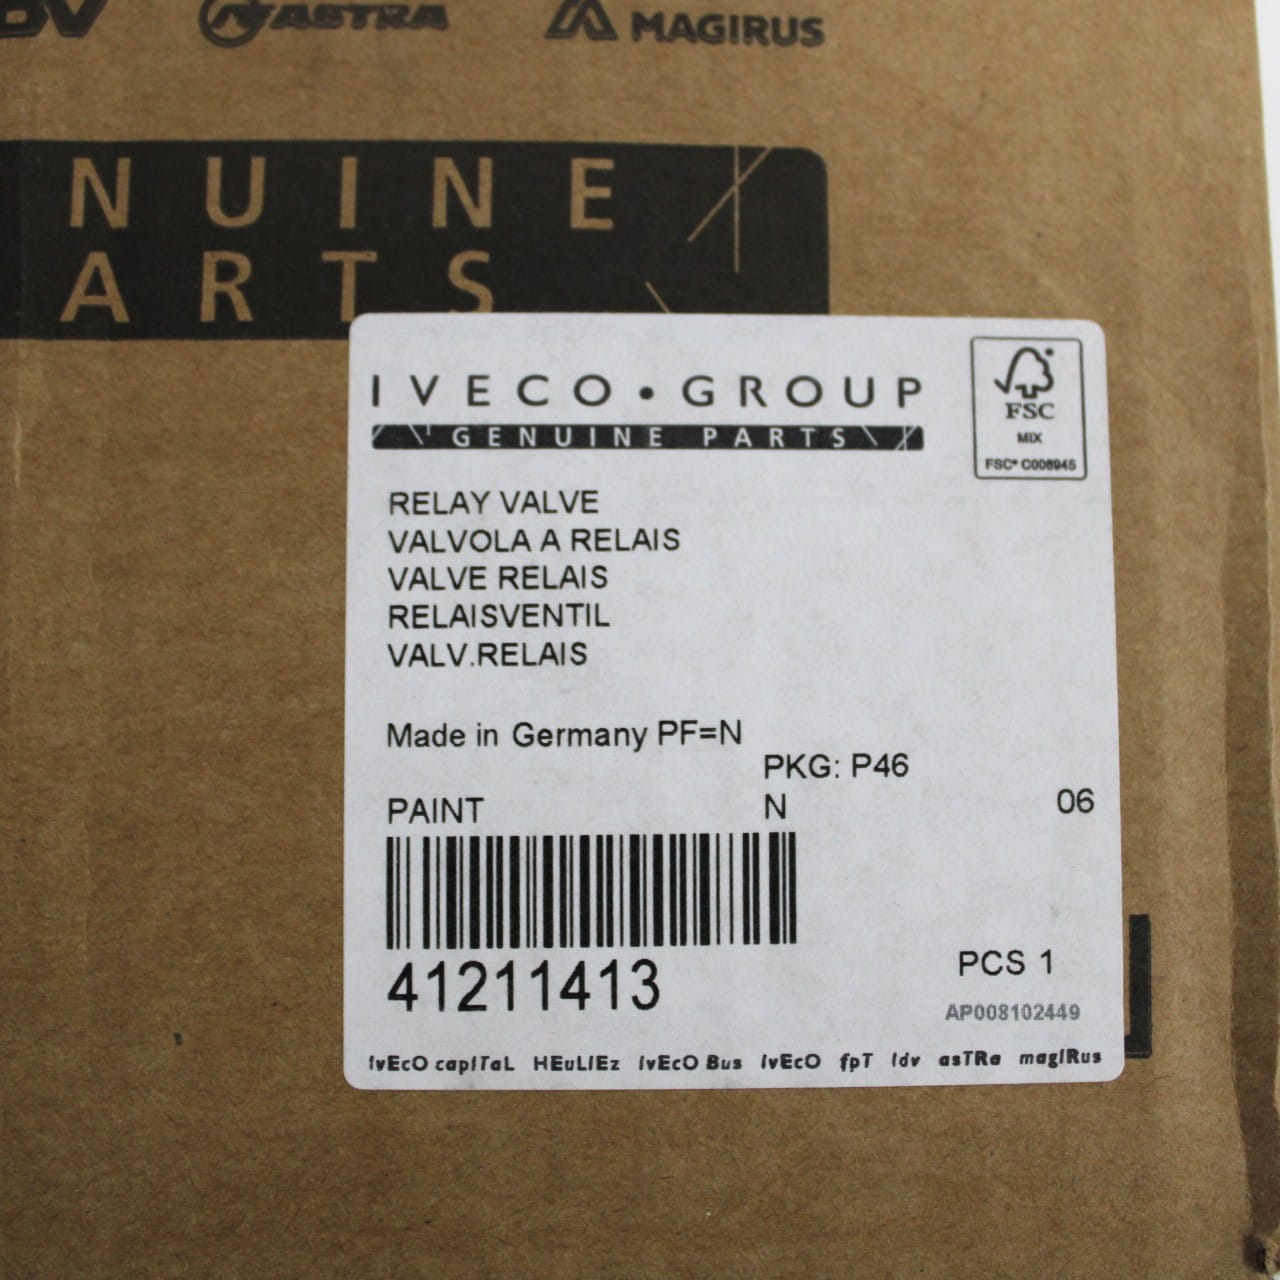 DV ASTRA MAGIRUS
NUINE
ARTS
IVECO • GROUP
GENUINE PARTS
FSC
MIX
FSC® C006945
RELAY VALVE
VALVOLA A RELAIS
VALVE RELAIS
RELAISVENTIL
VALV.RELAIS
Made in Germany PF=N
PKG: P46
PAINT N 06
41211413
PCS 1
AP008102449
IvEcO capITaL HEuLIEz IvEcO Bus IvEcO fpT Idv asTRa magIRus